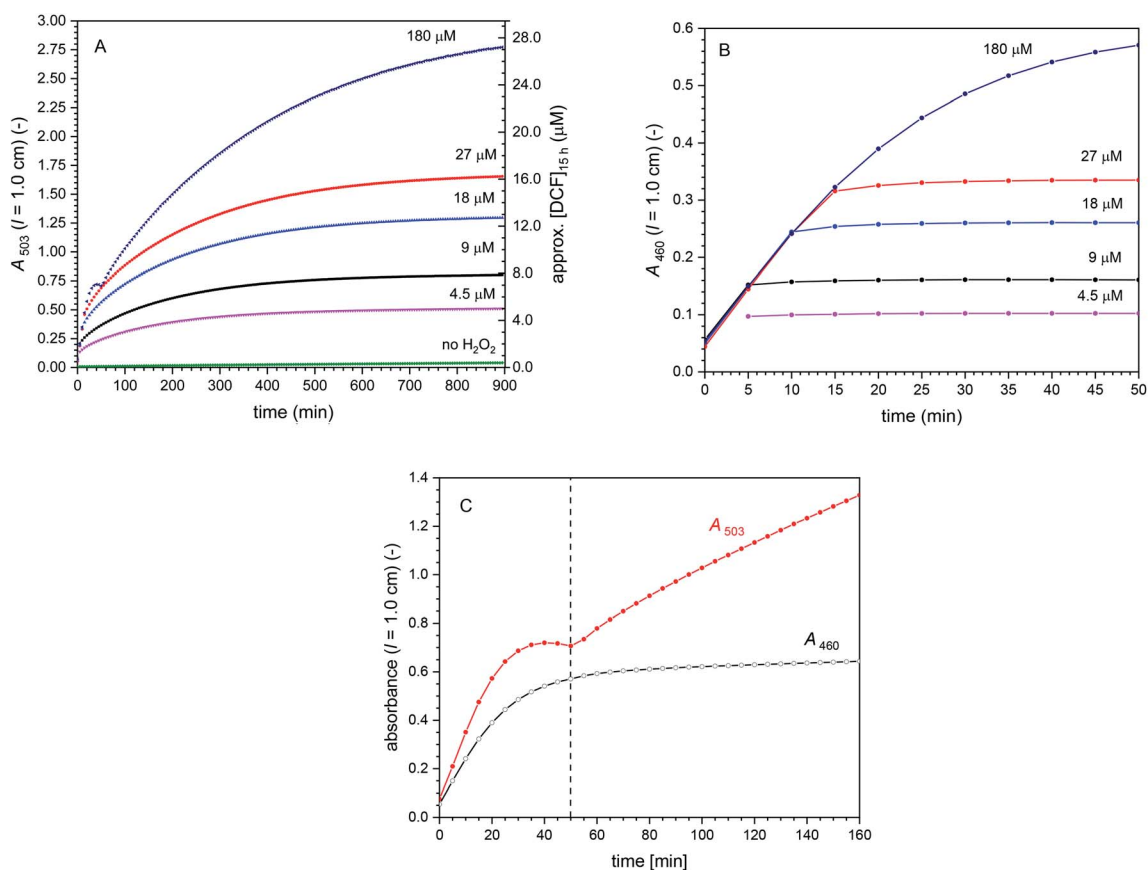 A
180 μM
27 μM
18 μM
9 μM
4.5 μM
no H₂O₂
3.00
2.75
2.50
2.25
2.00
1.75
1.50
1.25
1.00
0.75
0.50
0.25
0.00
A₅₀₃ (l = 1.0 cm) (-)
28.0
24.0
20.0
16.0
12.0
8.0
4.0
0.0
approx. [DCF]₁₅ ₕ (μM)
0 100 200 300 400 500 600 700 800 900
time (min)
B
180 μM
27 μM
18 μM
9 μM
4.5 μM
0.6
0.5
0.4
0.3
0.2
0.1
0.0
A₄₆₀ (l = 1.0 cm) (-)
0 5 10 15 20 25 30 35 40 45 50
time (min)
C
A₅₀₃
A₄₆₀
1.4
1.2
1.0
0.8
0.6
0.4
0.2
0.0
absorbance (l = 1.0 cm) (-)
0 20 40 60 80 100 120 140 160
time [min]